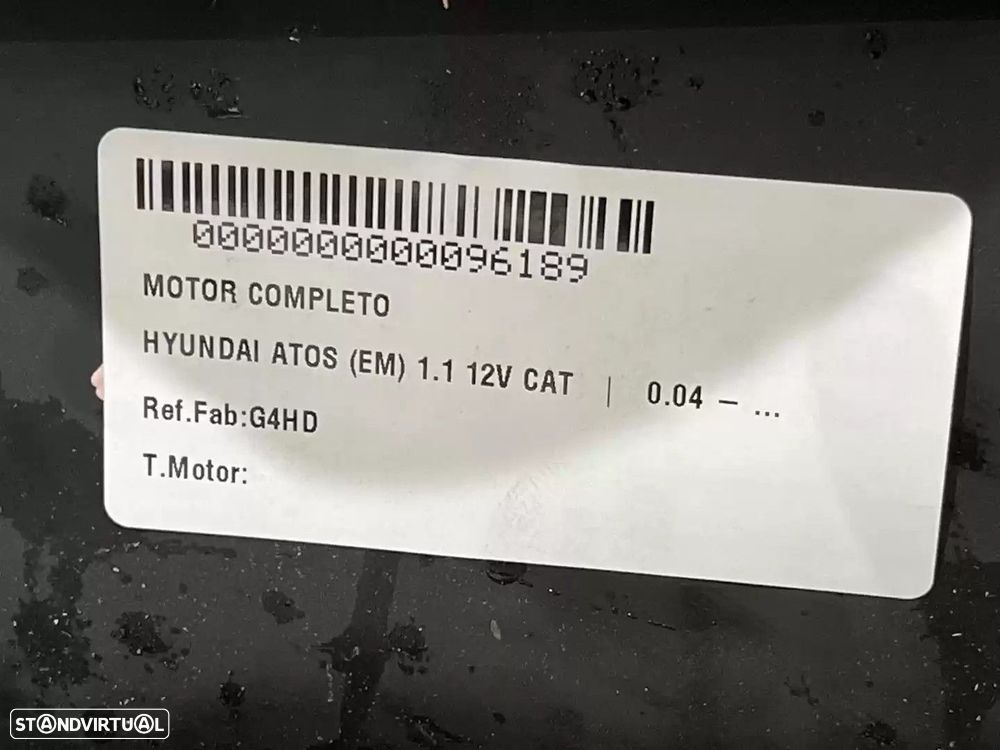 0000000000096189
MOTOR COMPLETO
HYUNDAI ATOS (EM) 1.1 12V CAT | 0.04 – ...
Ref.Fab:G4HD
T.Motor:
STANDVIRTUAL